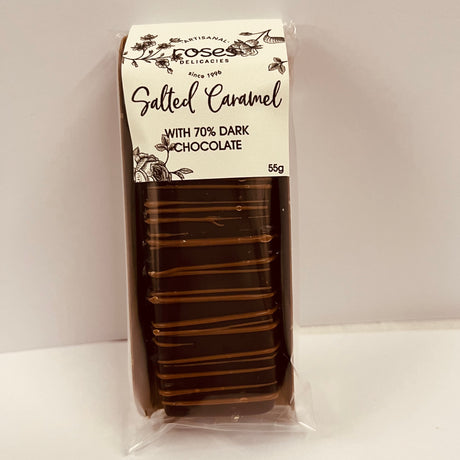 ARTISANAL
roses
DELICACIES
since 1996
Salted Caramel
WITH 70% DARK
CHOCOLATE
55g